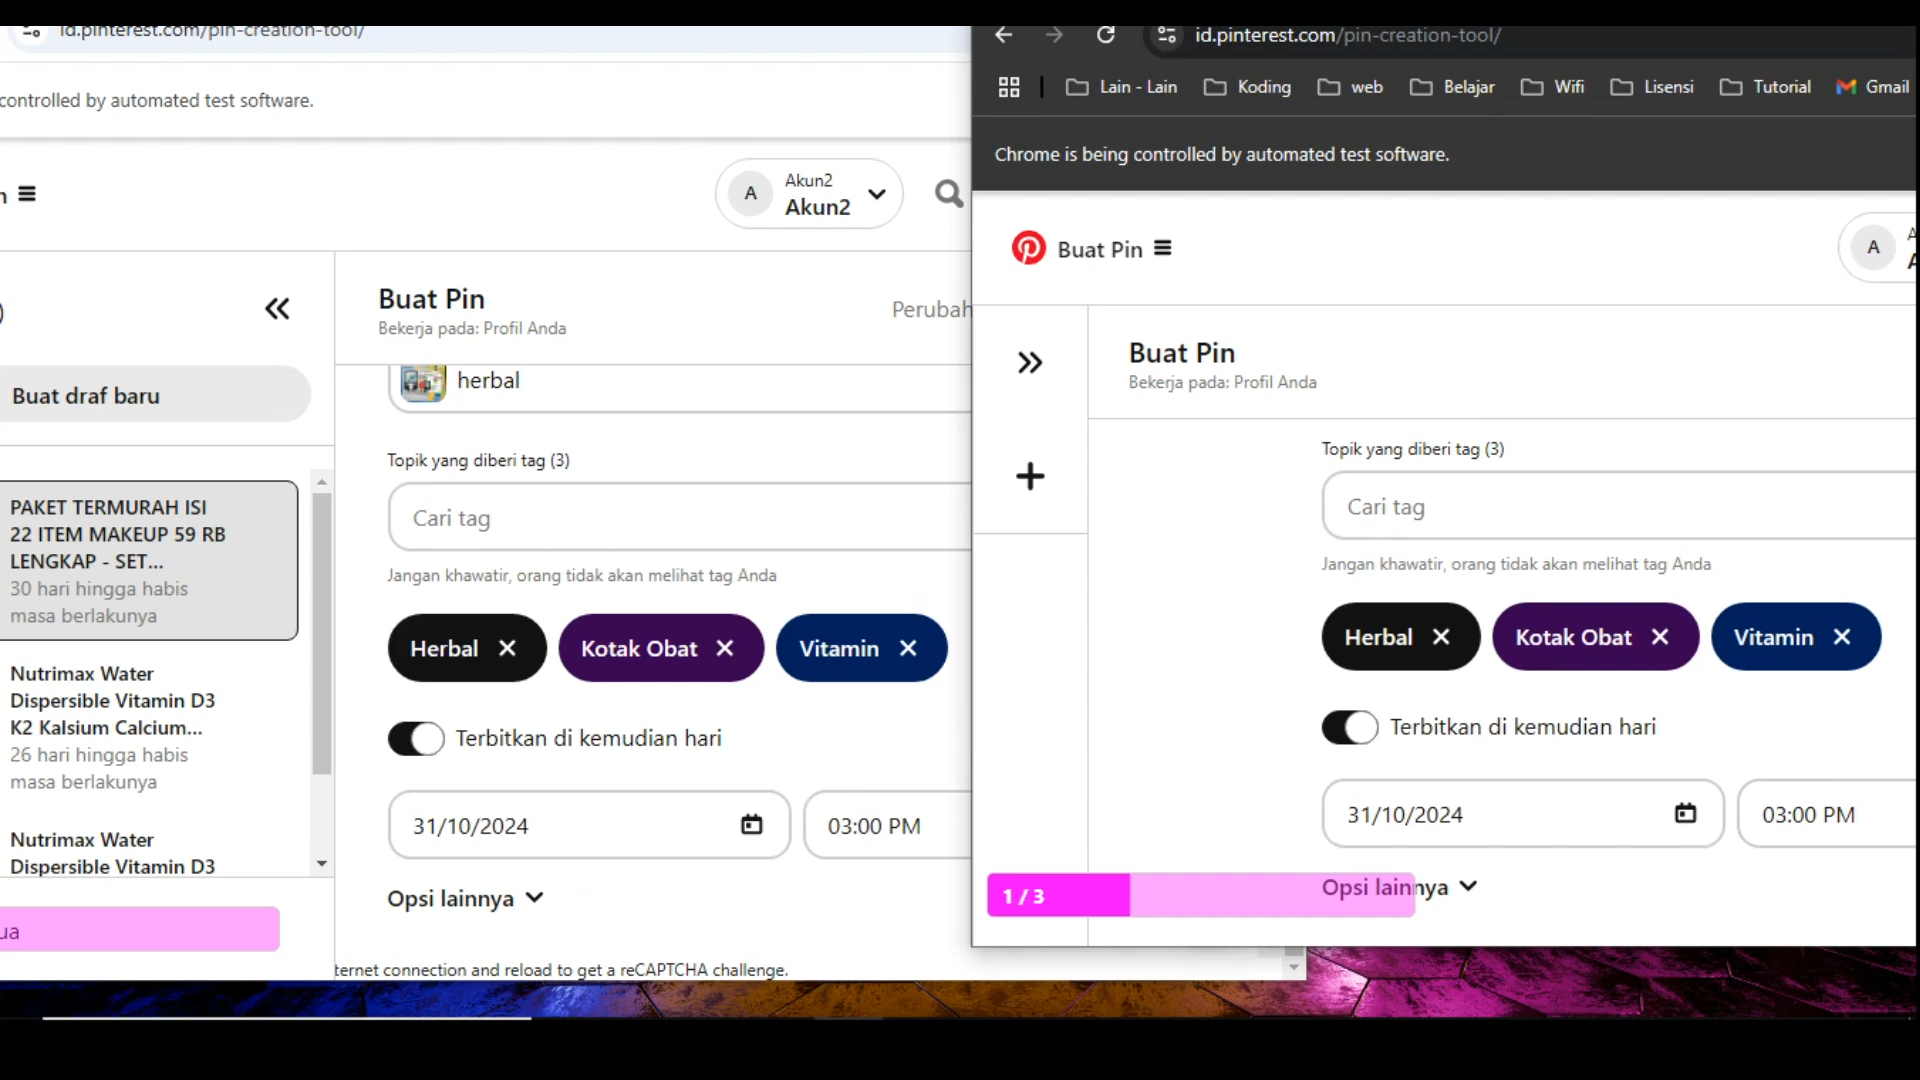 id.pinterest.com/pin-creation-tool/
controlled by automated test software.
Akun2
A
Akun2
Buat Pin
Bekerja pada: Profil Anda
Perubah
Buat draf baru
herbal
PAKET TERMURAH ISI
22 ITEM MAKEUP 59 RB
LENGKAP - SET...
30 hari hingga habis
masa berlakunya
Nutrimax Water
Dispersible Vitamin D3
K2 Kalsium Calcium...
26 hari hingga habis
masa berlakunya
Nutrimax Water
Dispersible Vitamin D3
ua
Topik yang diberi tag (3)
Cari tag
Jangan khawatir, orang tidak akan melihat tag Anda
Herbal
Kotak Obat
Vitamin
Terbitkan di kemudian hari
31/10/2024
03:00 PM
Opsi lainnya
ternet connection and reload to get a reCAPTCHA challenge.
id.pinterest.com/pin-creation-tool/
Lain - Lain
Koding
web
Belajar
Wifi
Lisensi
Tutorial
Gmail
Chrome is being controlled by automated test software.
Buat Pin
A
Buat Pin
Bekerja pada: Profil Anda
Topik yang diberi tag (3)
Cari tag
Jangan khawatir, orang tidak akan melihat tag Anda
Herbal
Kotak Obat
Vitamin
Terbitkan di kemudian hari
31/10/2024
03:00 PM
Opsi lainnya
1 / 3